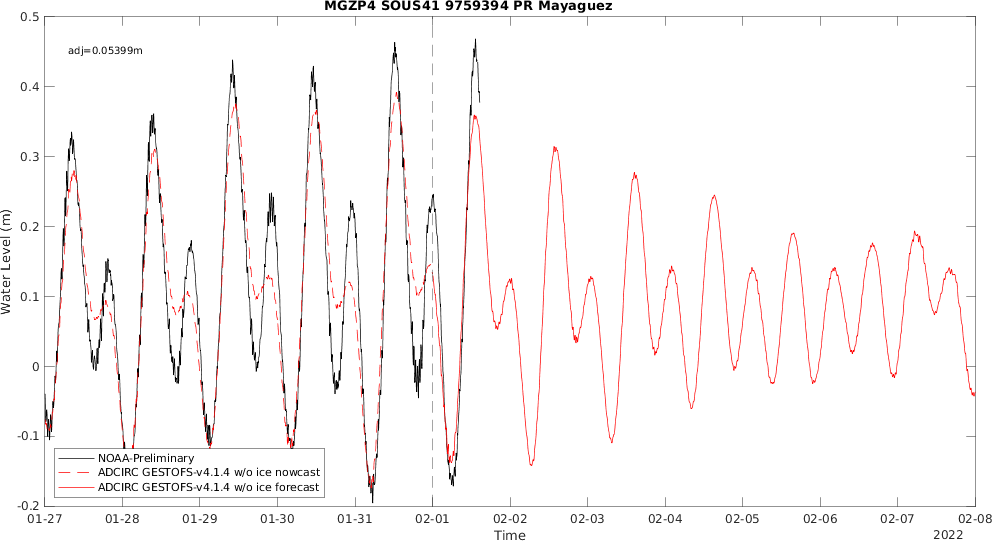 MGZP4 SOUS41 9759394 PR Mayaguez
0.5
adj=0.05399m
0.4
0.3
0.2
0.1
0
-0.1
-0.2
Water Level (m)
NOAA-Preliminary
ADCIRC GESTOFS-v4.1.4 w/o ice nowcast
ADCIRC GESTOFS-v4.1.4 w/o ice forecast
01-27 01-28 01-29 01-30 01-31 02-01 02-02 02-03 02-04 02-05 02-06 02-07 02-08
Time
2022